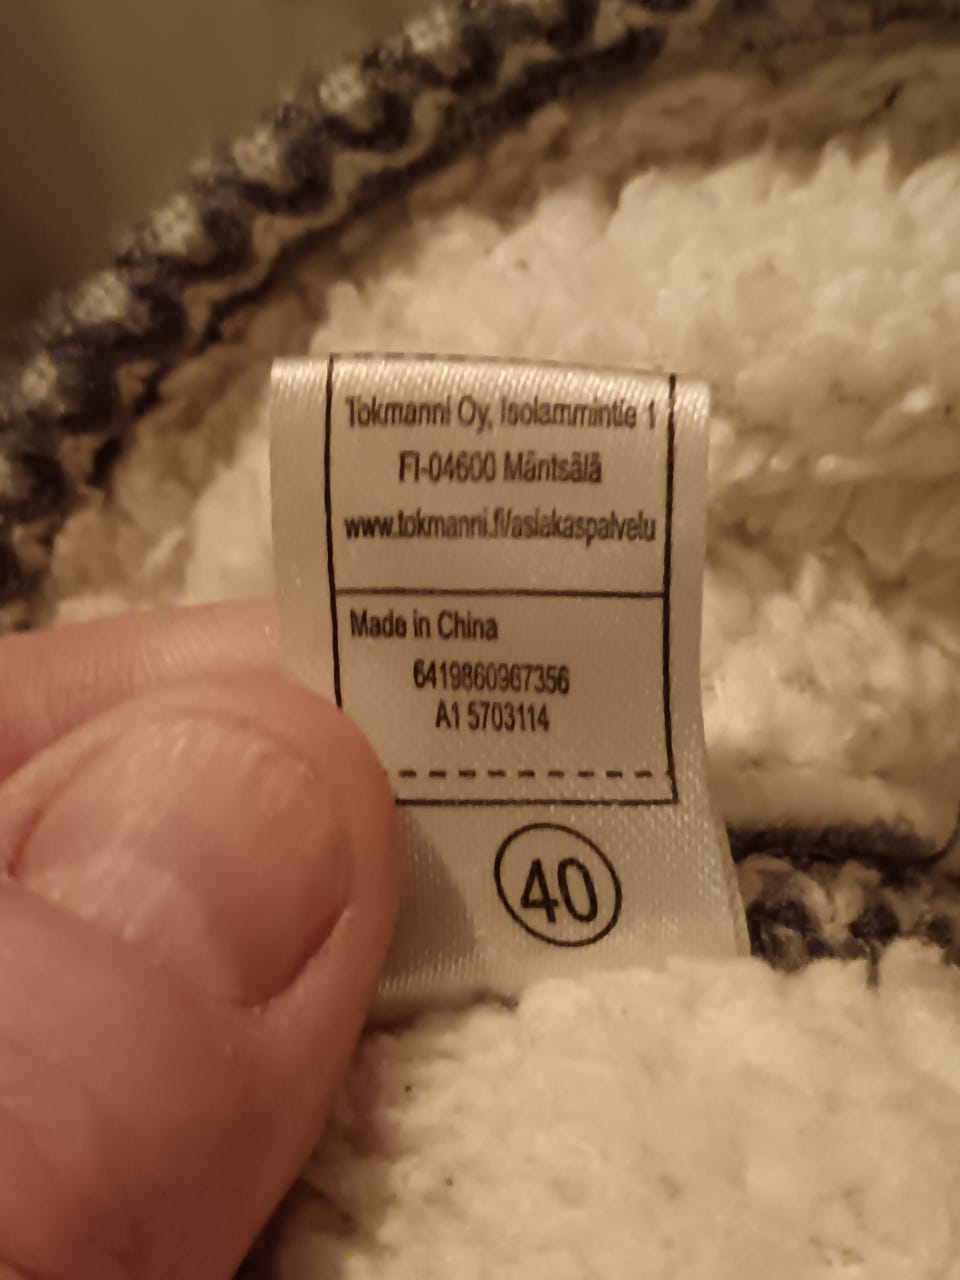 Tokmanni Oy, Isolammintie 1
FI-04600 Mäntsälä
www.tokmanni.fi/asiakaspalvelu
Made in China
6419860967356
A1 5703114
40